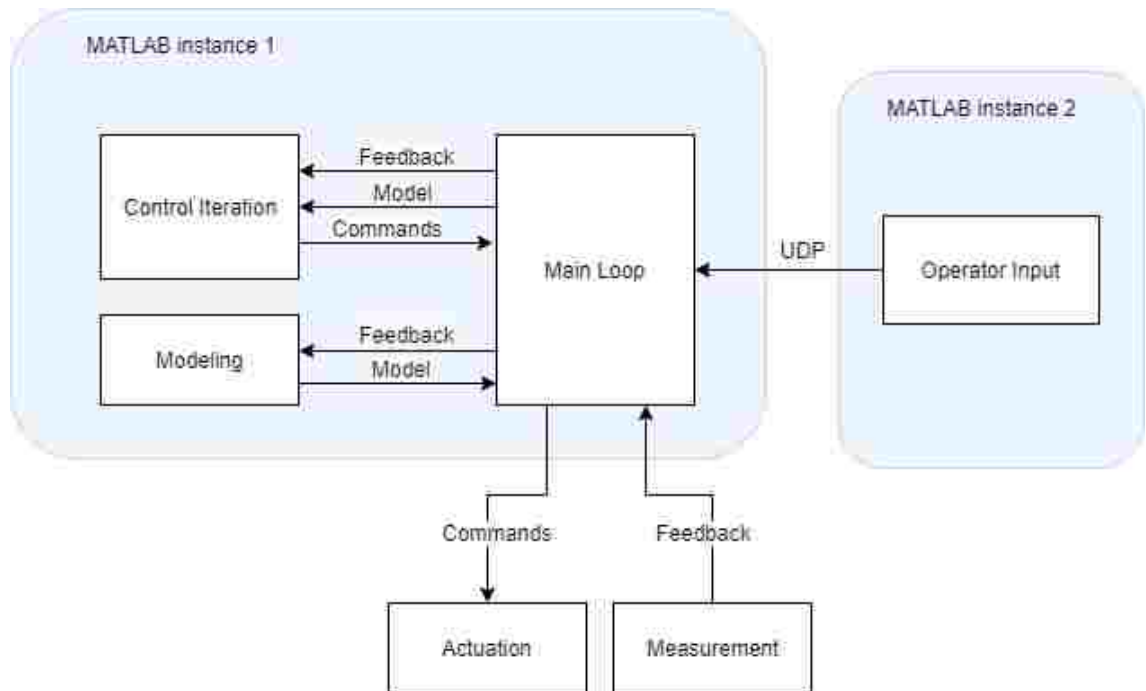 MATLAB instance 1
MATLAB instance 2
Feedback
Model
Control Iteration
Commands
Main Loop
UDP
Operator Input
Feedback
Modeling
Model
Commands
Feedback
Actuation
Measurement